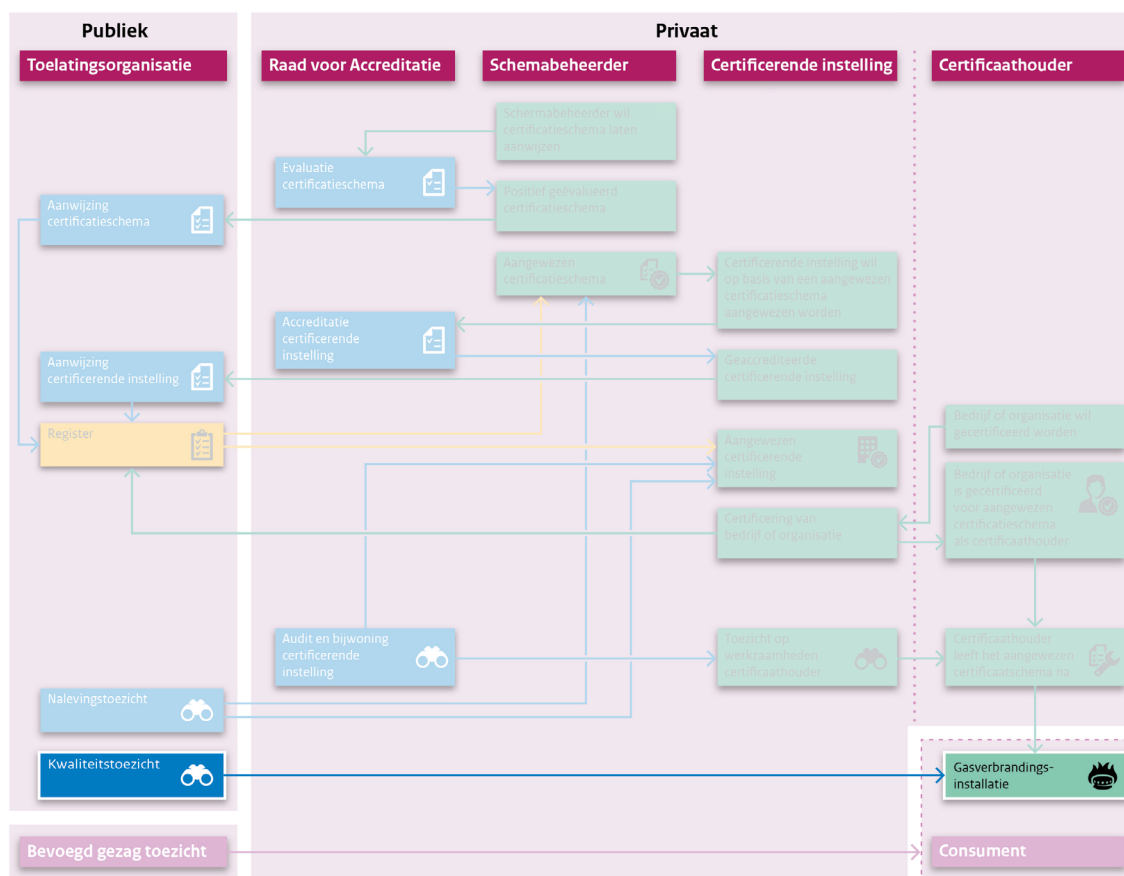 Publiek
Privaat
Toelatingsorganisatie
Raad voor Accreditatie
Schemabeheerder
Certificerende instelling
Certificaathouder
Schermabeheerder wil
certificatieschema laten
aanwijzen
Evaluatie
certificatieschema
Positief geëvalueerd
certificatieschema
Aanwijzing
certificatieschema
Aangewezen
certificatieschema
Certificerende instelling wil
op basis van een aangewezen
certificatieschema
aangewezen worden
Accreditatie
certificerende
instelling
Geaccrediteerde
certificerende instelling
Aanwijzing
certificerende instelling
Register
Aangewezen
certificerende
instelling
Bedrijf of organisatie wil
gecertificeerd worden
Bedrijf of organisatie
is gecertificeerd
voor aangewezen
certificatieschema
als certificaathouder
Certificering van
bedrijf of organisatie
Audit en bijwoning
certificerende
instelling
Toezicht op
werkzaamheden
certificaathouder
Certificaathouder
leeft het aangewezen
certificaatschema na
Nalevingstoezicht
Kwaliteitstoezicht
Gasverbrandings-
installatie
Bevoegd gezag toezicht
Consument